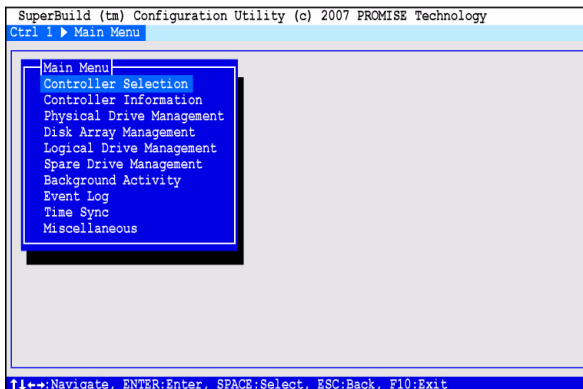 SuperBuild (tm) Configuration Utility (c) 2007 PROMISE Technology
Ctrl 1 ▶ Main Menu
Main Menu
Controller Selection
Controller Information
Physical Drive Management
Disk Array Management
Logical Drive Management
Spare Drive Management
Background Activity
Event Log
Time Sync
Miscellaneous
↑↓←→:Navigate, ENTER:Enter, SPACE:Select, ESC:Back, F10:Exit